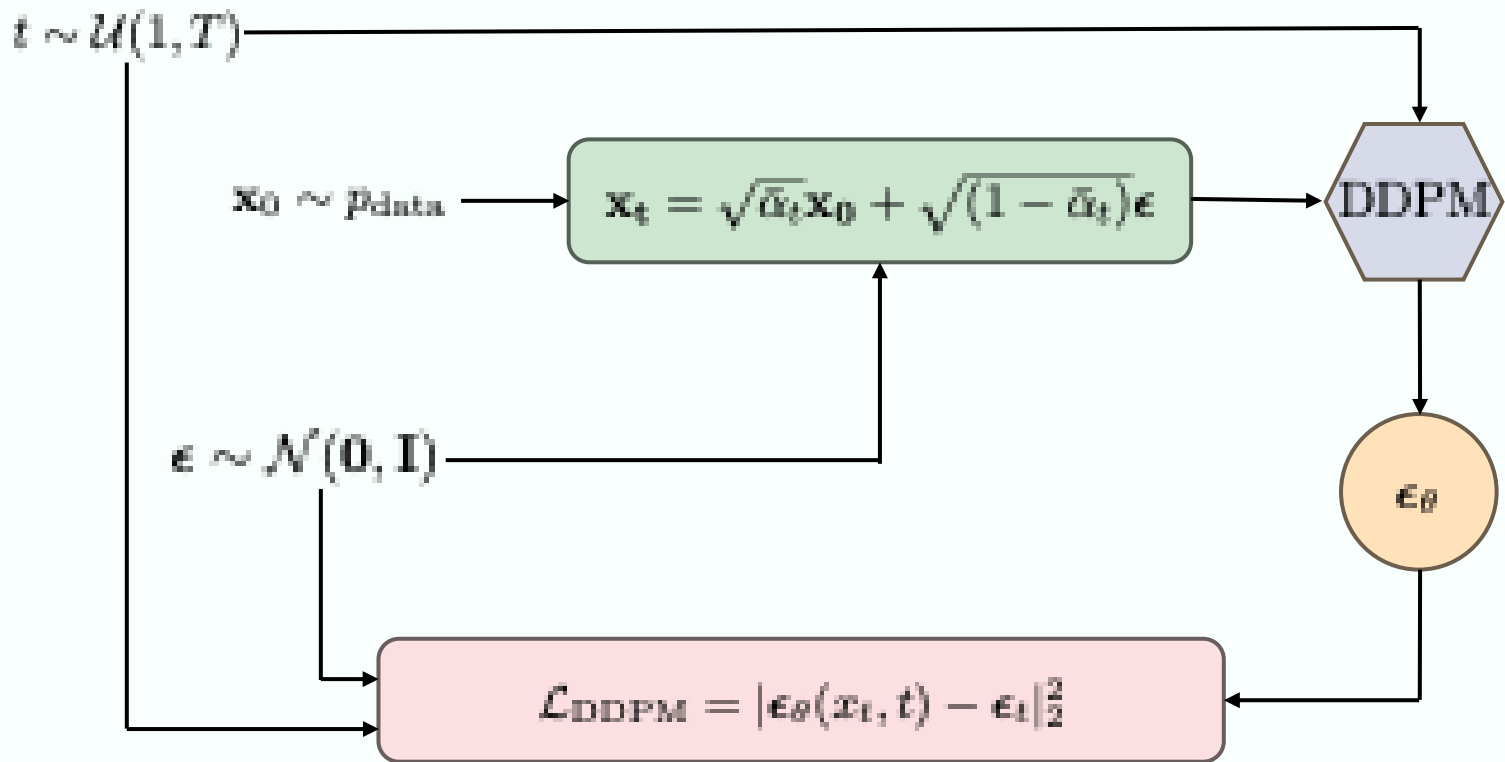 t ∼ 𝒰(1, T)
x₀ ∼ p_data
x_t = √ᾱ_t x₀ + √(1 − ᾱ_t) ϵ
DDPM
ϵ ∼ 𝒩(0, I)
ϵ_θ
ℒ_DDPM = |ϵ_θ(x_t, t) − ϵ_t|₂²